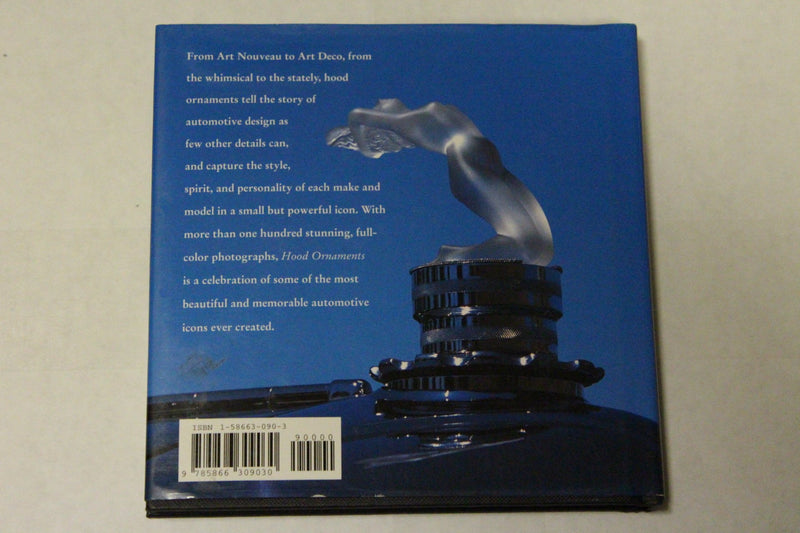 From Art Nouveau to Art Deco, from
the whimsical to the stately, hood
ornaments tell the story of
automotive design as
few other details can,
and capture the style,
spirit, and personality of each make and
model in a small but powerful icon. With
more than one hundred stunning, full-
color photographs, Hood Ornaments
is a celebration of some of the most
beautiful and memorable automotive
icons ever created.
ISBN 1-58663-090-3
90000
9 785866 309030